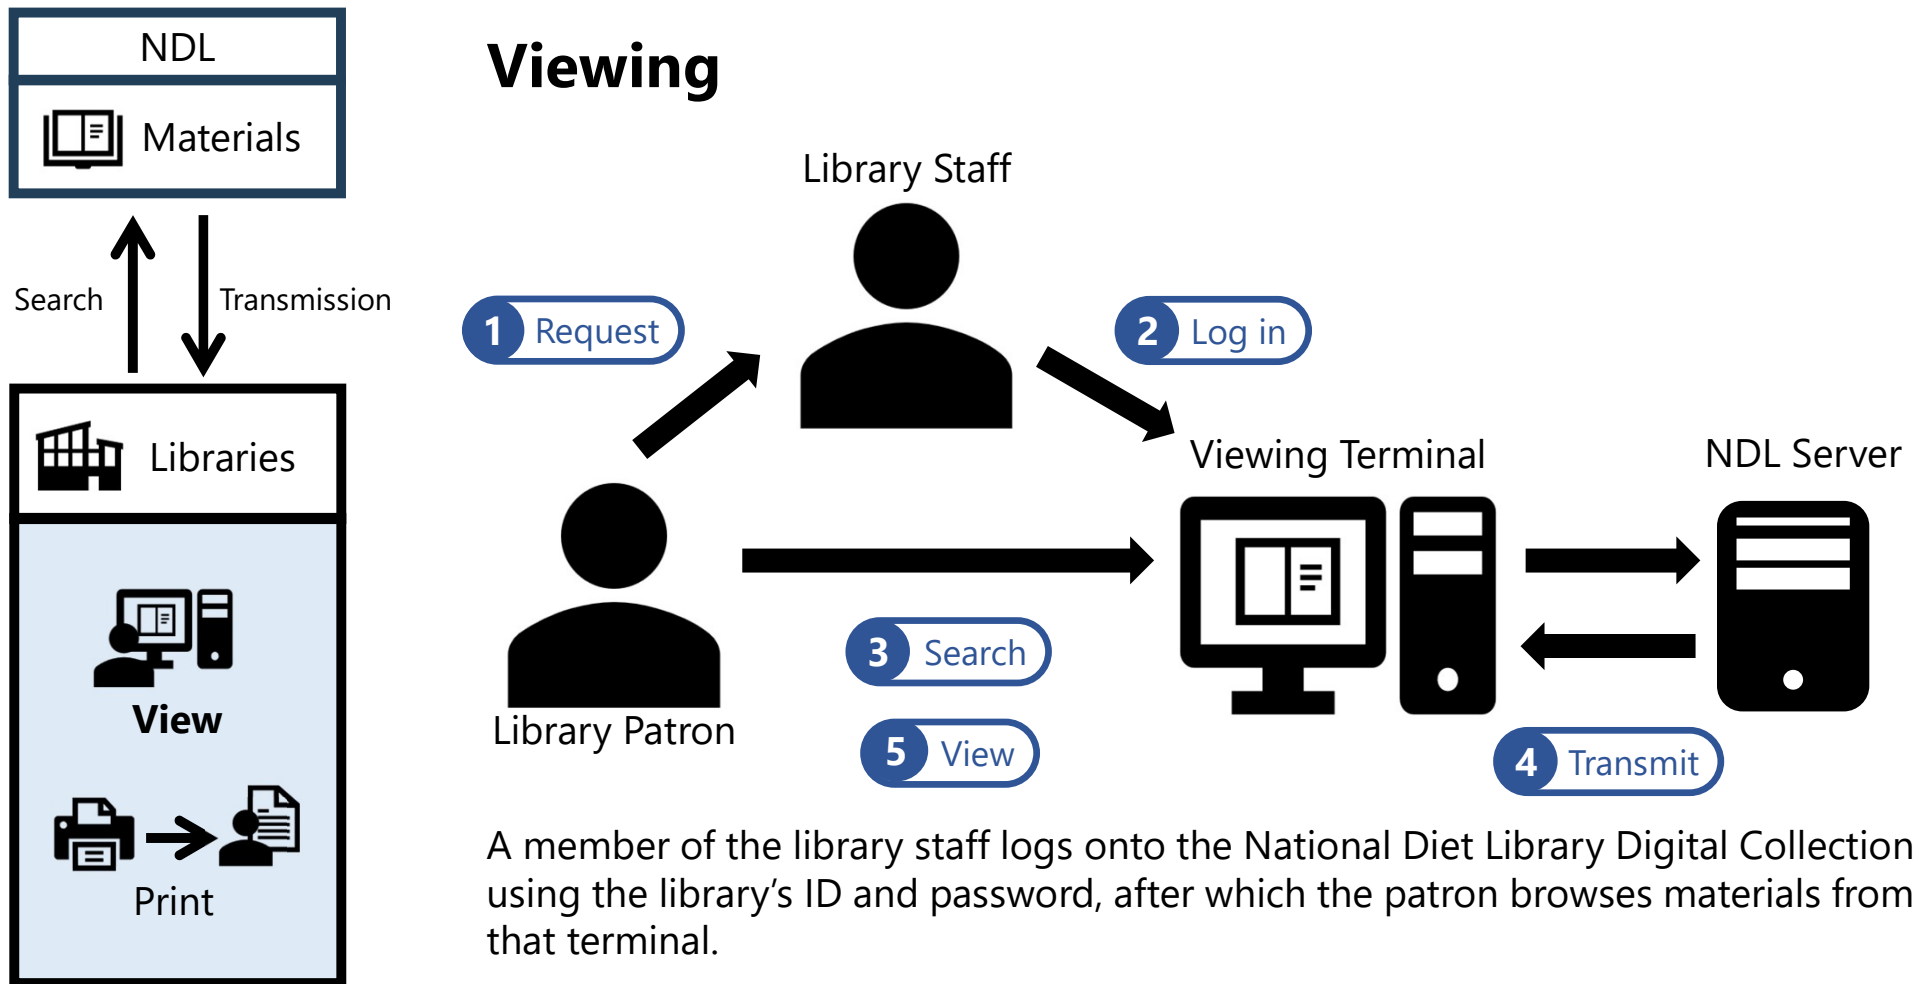 NDL
Materials
Search
Transmission
Libraries
View
Print
Viewing
Library Staff
1 Request
2 Log in
Viewing Terminal
NDL Server
Library Patron
3 Search
5 View
4 Transmit
A member of the library staff logs onto the National Diet Library Digital Collection
using the library’s ID and password, after which the patron browses materials from
that terminal.